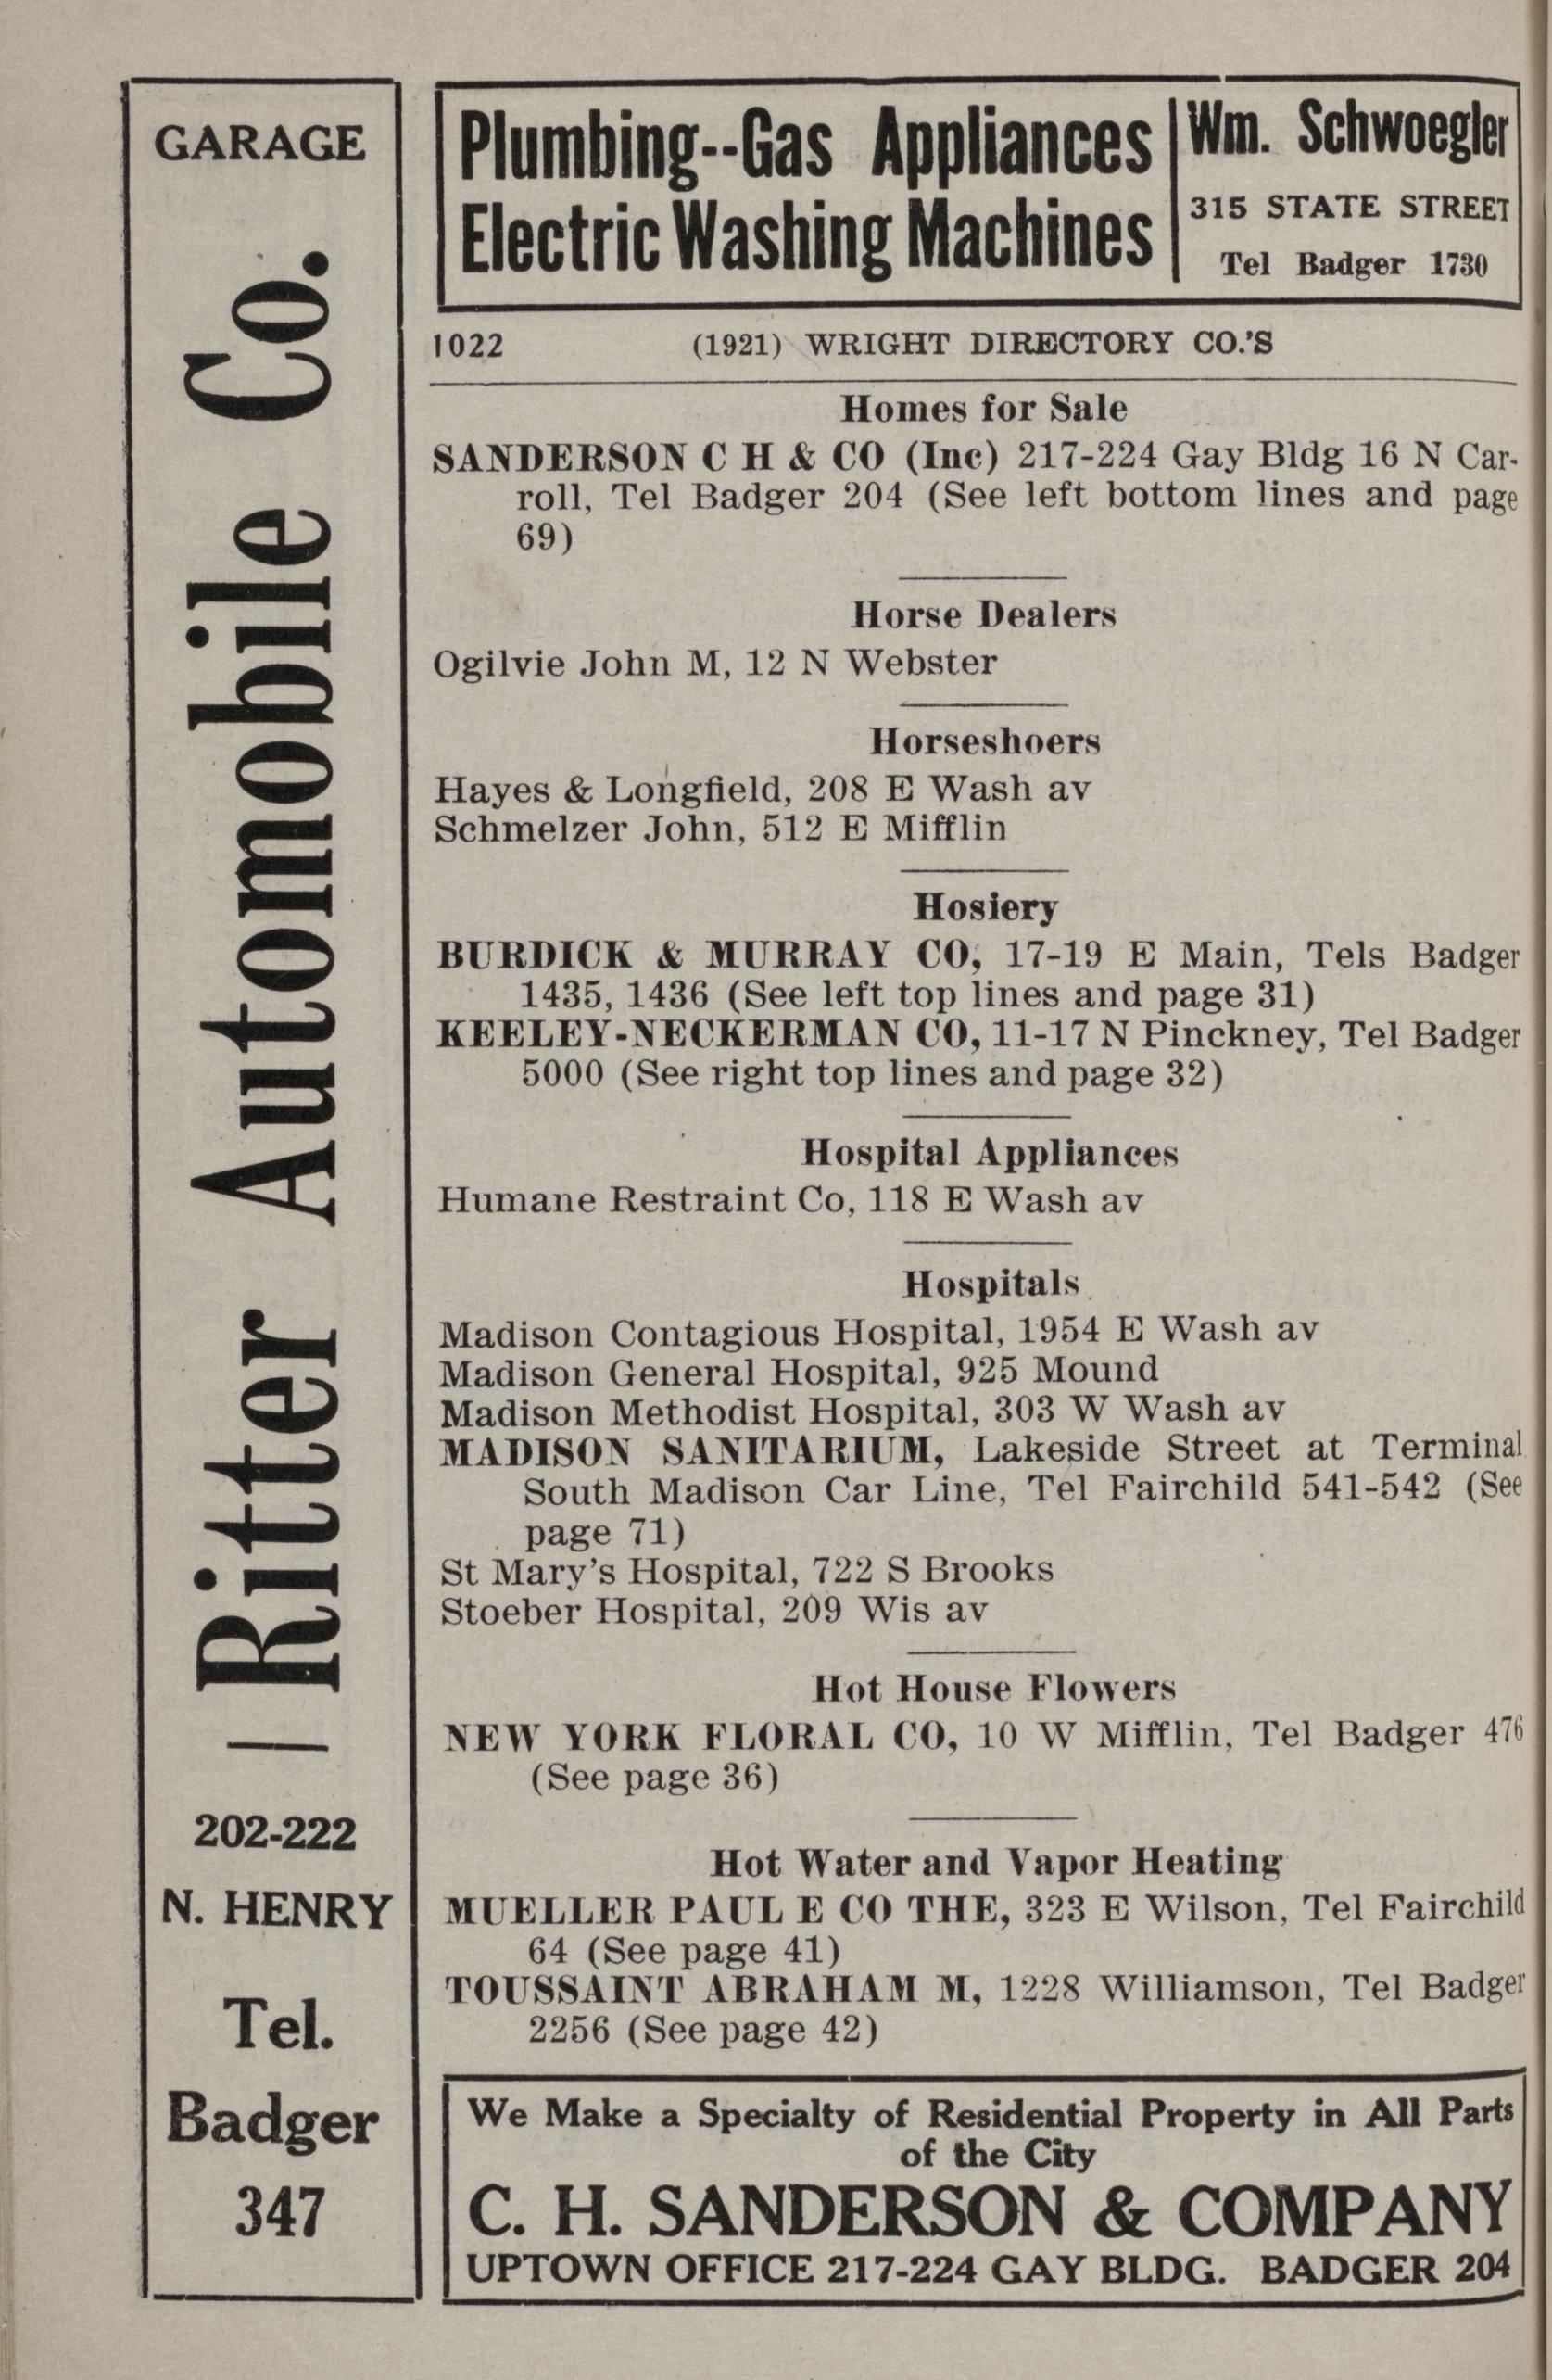 GARAGE
Ritter Automobile Co.
202-222
N. HENRY
Tel.
Badger
347
Plumbing--Gas Appliances
Electric Washing Machines
Wm. Schwoegler
315 STATE STREET
Tel Badger 1730
1022 (1921) WRIGHT DIRECTORY CO.'S
Homes for Sale
SANDERSON C H & CO (Inc) 217-224 Gay Bldg 16 N Car-
roll, Tel Badger 204 (See left bottom lines and page
69)
Horse Dealers
Ogilvie John M, 12 N Webster
Horseshoers
Hayes & Longfield, 208 E Wash av
Schmelzer John, 512 E Mifflin
Hosiery
BURDICK & MURRAY CO, 17-19 E Main, Tels Badger
1435, 1436 (See left top lines and page 31)
KEELEY-NECKERMAN CO, 11-17 N Pinckney, Tel Badger
5000 (See right top lines and page 32)
Hospital Appliances
Humane Restraint Co, 118 E Wash av
Hospitals
Madison Contagious Hospital, 1954 E Wash av
Madison General Hospital, 925 Mound
Madison Methodist Hospital, 303 W Wash av
MADISON SANITARIUM, Lakeside Street at Terminal
South Madison Car Line, Tel Fairchild 541-542 (See
page 71)
St Mary's Hospital, 722 S Brooks
Stoeber Hospital, 209 Wis av
Hot House Flowers
NEW YORK FLORAL CO, 10 W Mifflin, Tel Badger 476
(See page 36)
Hot Water and Vapor Heating
MUELLER PAUL E CO THE, 323 E Wilson, Tel Fairchild
64 (See page 41)
TOUSSAINT ABRAHAM M, 1228 Williamson, Tel Badger
2256 (See page 42)
We Make a Specialty of Residential Property in All Parts
of the City
C. H. SANDERSON & COMPANY
UPTOWN OFFICE 217-224 GAY BLDG. BADGER 204